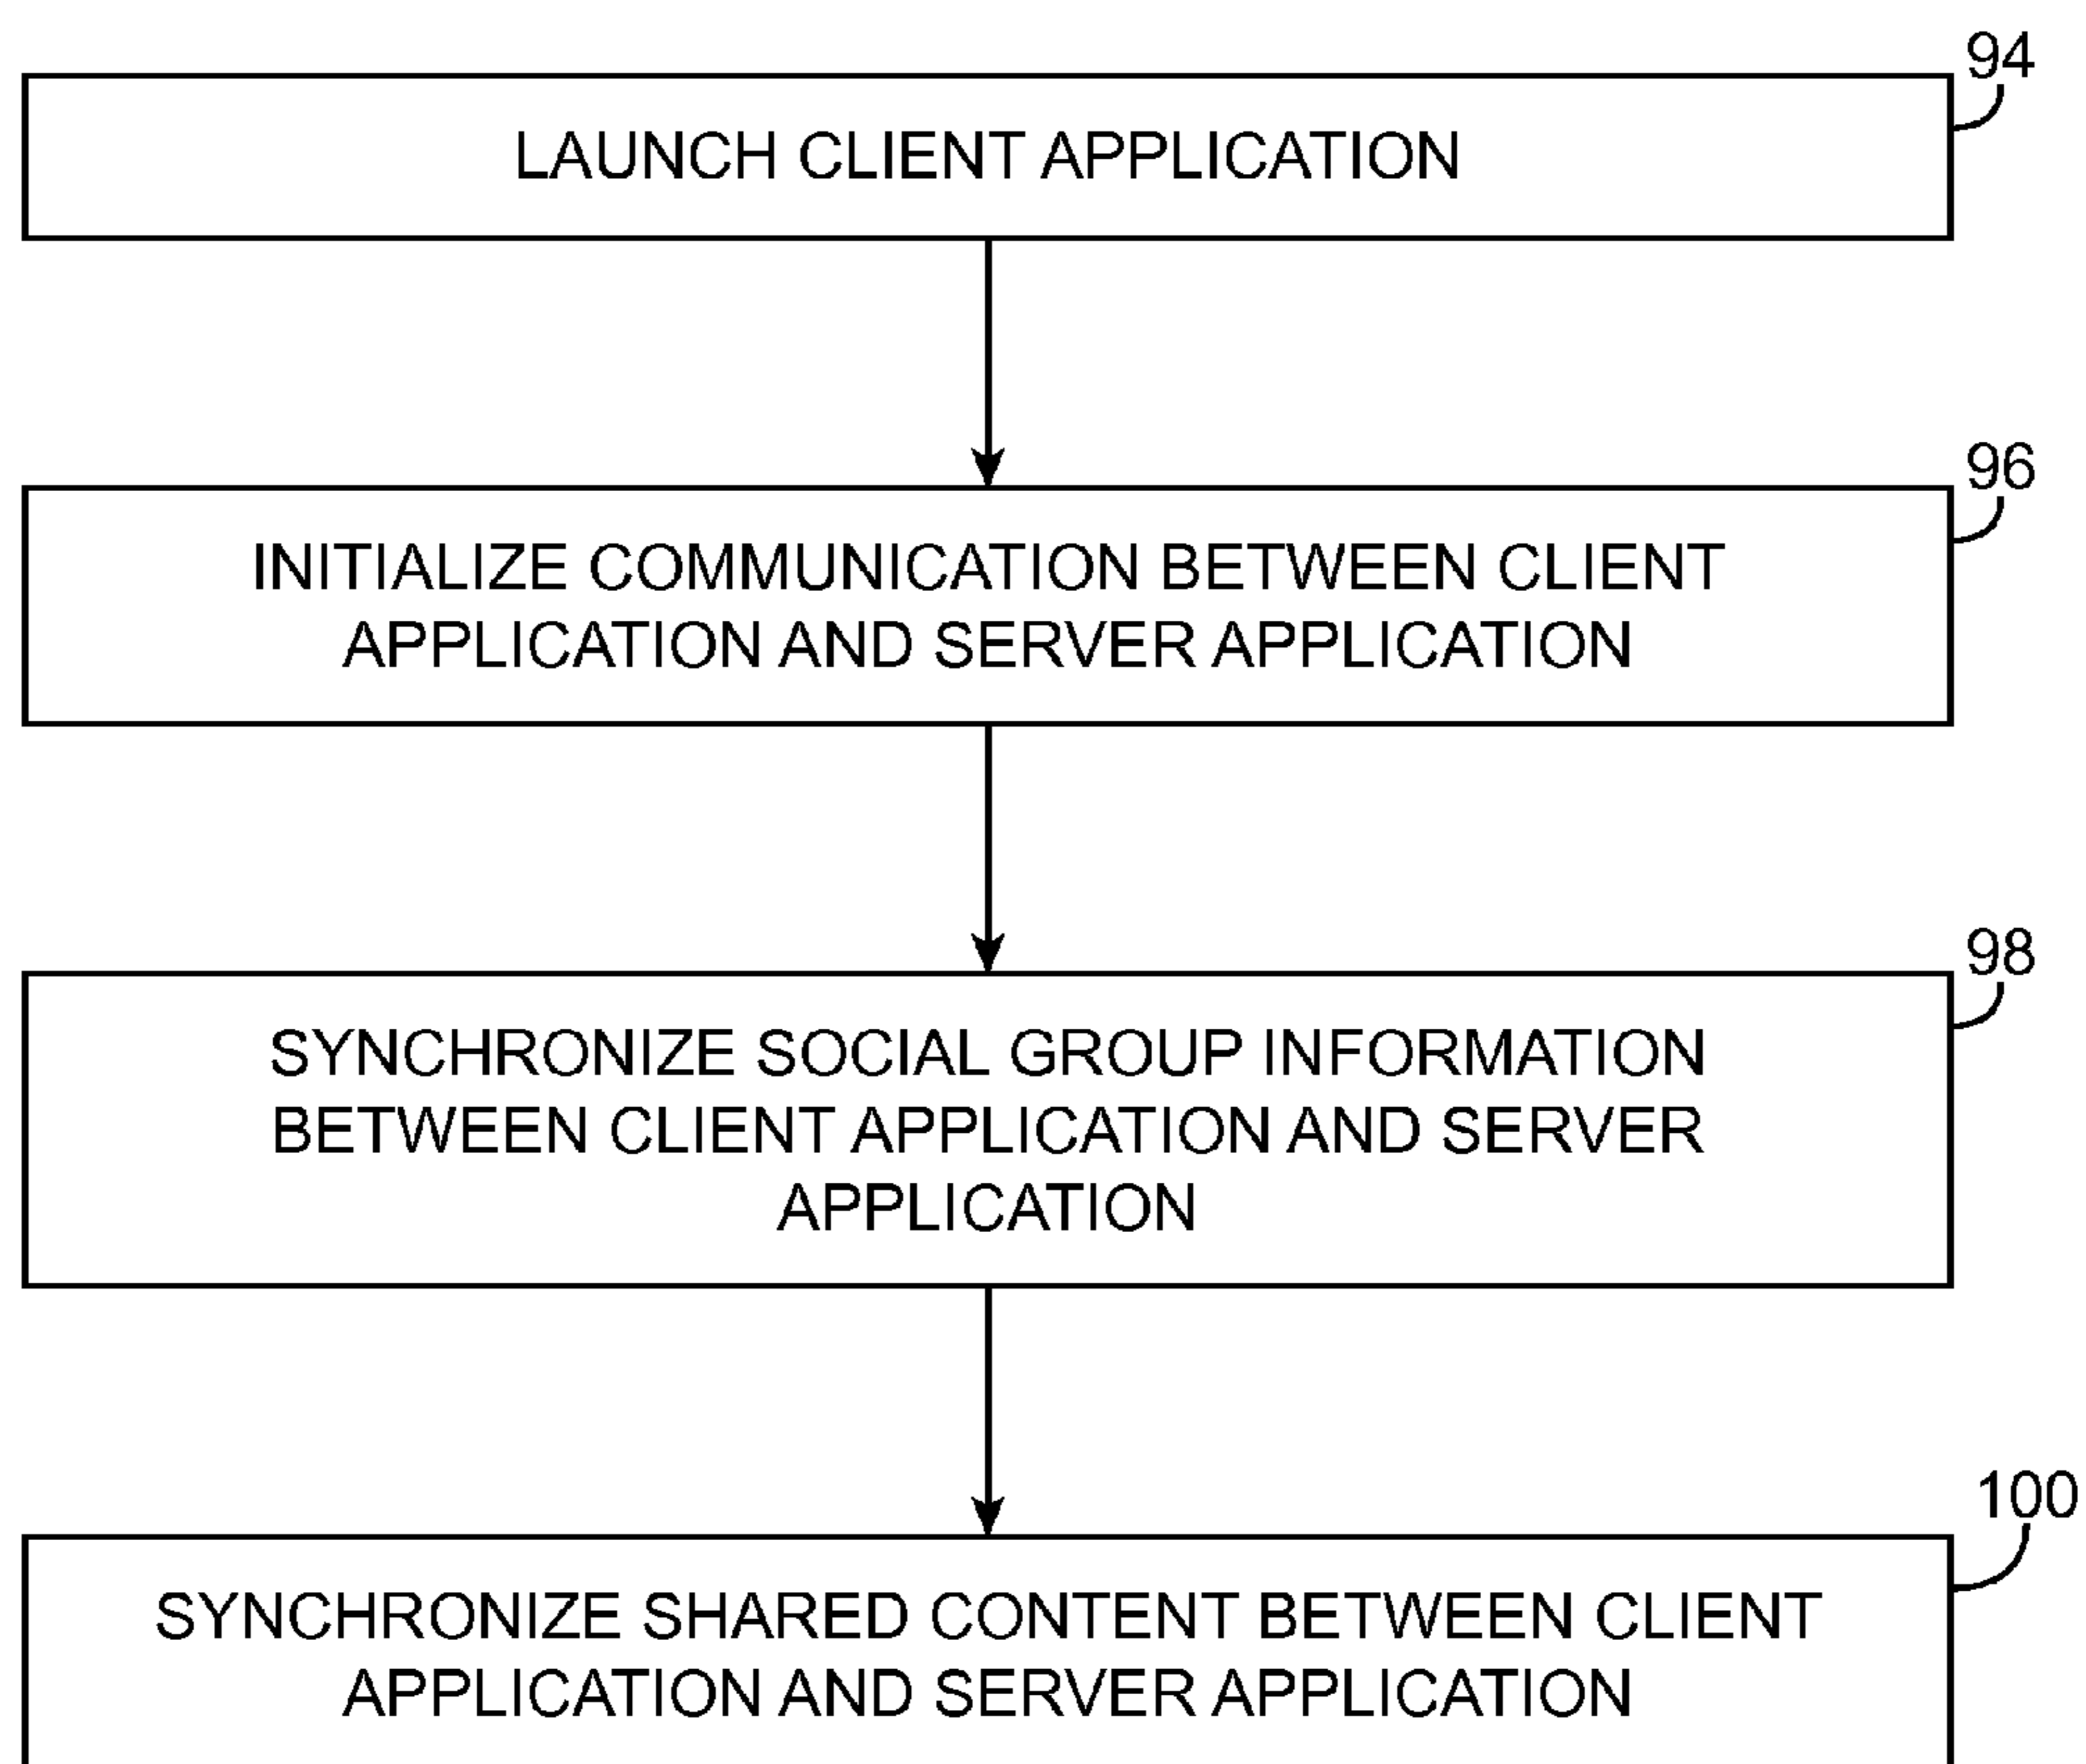 94
LAUNCH CLIENT APPLICATION
96
INITIALIZE COMMUNICATION BETWEEN CLIENT
APPLICATION AND SERVER APPLICATION
98
SYNCHRONIZE SOCIAL GROUP INFORMATION
BETWEEN CLIENT APPLICATION AND SERVER
APPLICATION
100
SYNCHRONIZE SHARED CONTENT BETWEEN CLIENT
APPLICATION AND SERVER APPLICATION